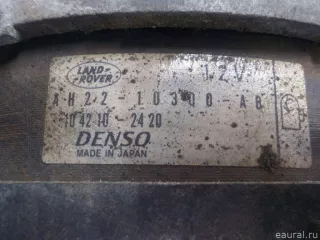 LAND-
ROVER
12V
AH22-10300-AB
104210-2420
DENSO
MADE IN JAPAN
© eaural.ru